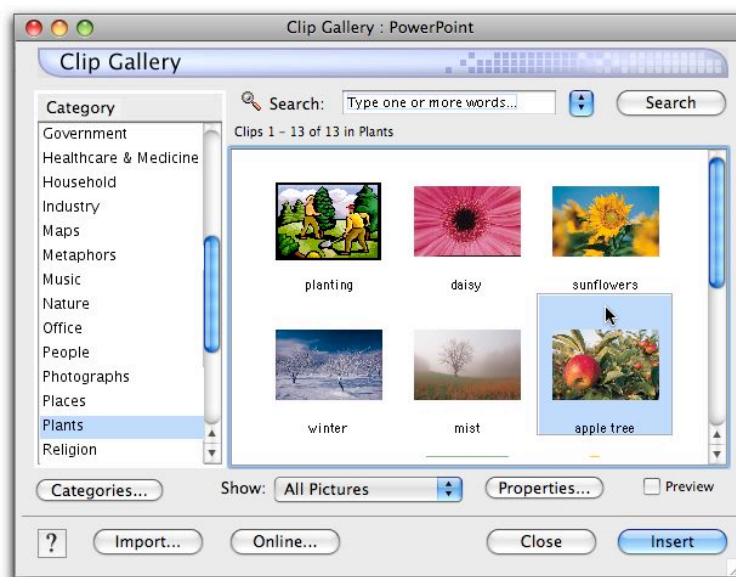 Clip Gallery : PowerPoint
Clip Gallery
Category
Government
Healthcare & Medicine
Household
Industry
Maps
Metaphors
Music
Nature
Office
People
Photographs
Places
Plants
Religion
Search: Type one or more words... Search
Clips 1 - 13 of 13 in Plants
planting daisy sunflowers
winter mist apple tree
Categories... Show: All Pictures Properties... Preview
? Import... Online... Close Insert